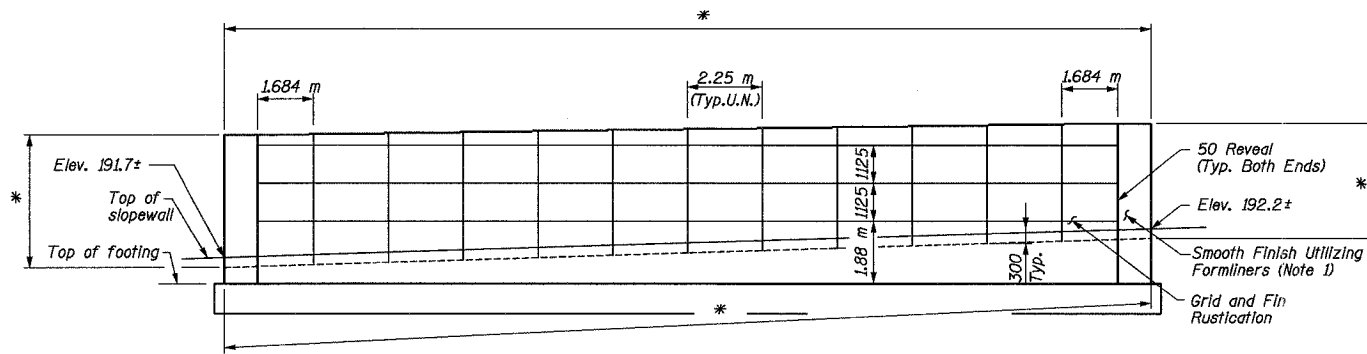 *
1.684 m
2.25 m
(Typ.U.N.)
1.684 m
Elev. 191.7±
Top of
slopewall
Top of footing
*
1125
1125
1.88 m
300
Typ.
50 Reveal
(Typ. Both Ends)
*
Elev. 192.2±
Smooth Finish Utilizing
Formliners (Note 1)
Grid and Fin
Rustication
*